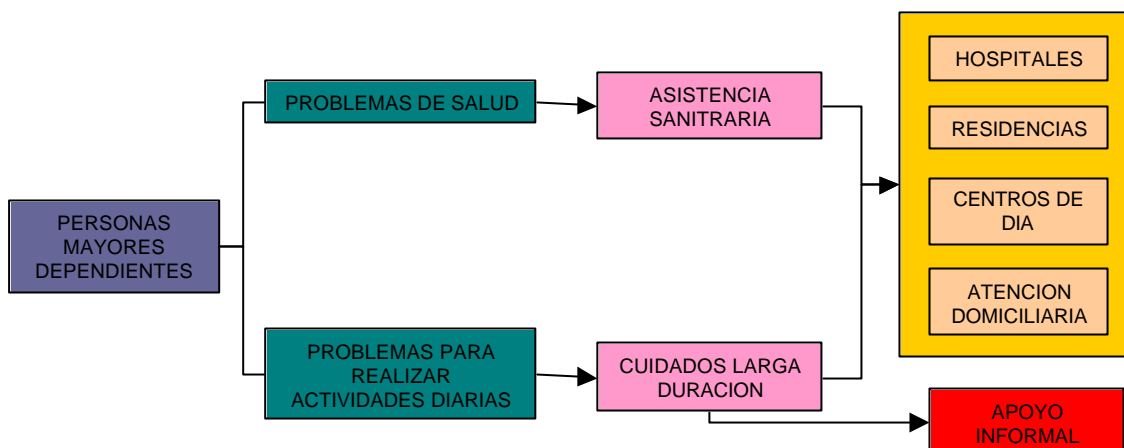 PERSONAS
MAYORES
DEPENDIENTES
PROBLEMAS DE SALUD
PROBLEMAS PARA
REALIZAR
ACTIVIDADES DIARIAS
ASISTENCIA
SANITRARIA
CUIDADOS LARGA
DURACION
HOSPITALES
RESIDENCIAS
CENTROS DE
DIA
ATENCION
DOMICILIARIA
APOYO
INFORMAL